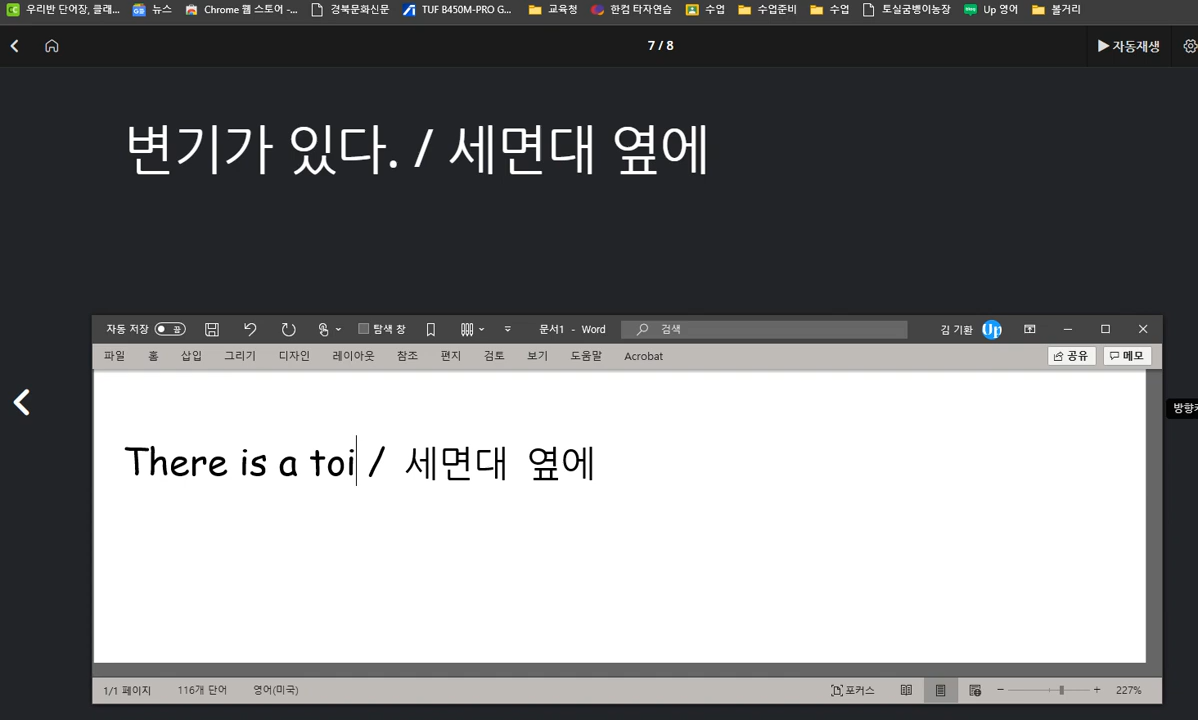 우리반 단어장, 클래... 뉴스 Chrome 웹 스토어 -... 경북문화신문 TUF B450M-PRO G... 교육청 한컴 타자연습 수업 수업준비 수업 토실굼벵이농장 Up 영어 볼거리
7 / 8 자동재생
변기가 있다. / 세면대 옆에
자동 저장 끔 탐색 창 문서1 - Word 검색 김 기환 Up
파일 홈 삽입 그리기 디자인 레이아웃 참조 편지 검토 보기 도움말 Acrobat 공유 메모
방향키
There is a toi / 세면대 옆에
1/1 페이지 116개 단어 영어(미국) 포커스 227%